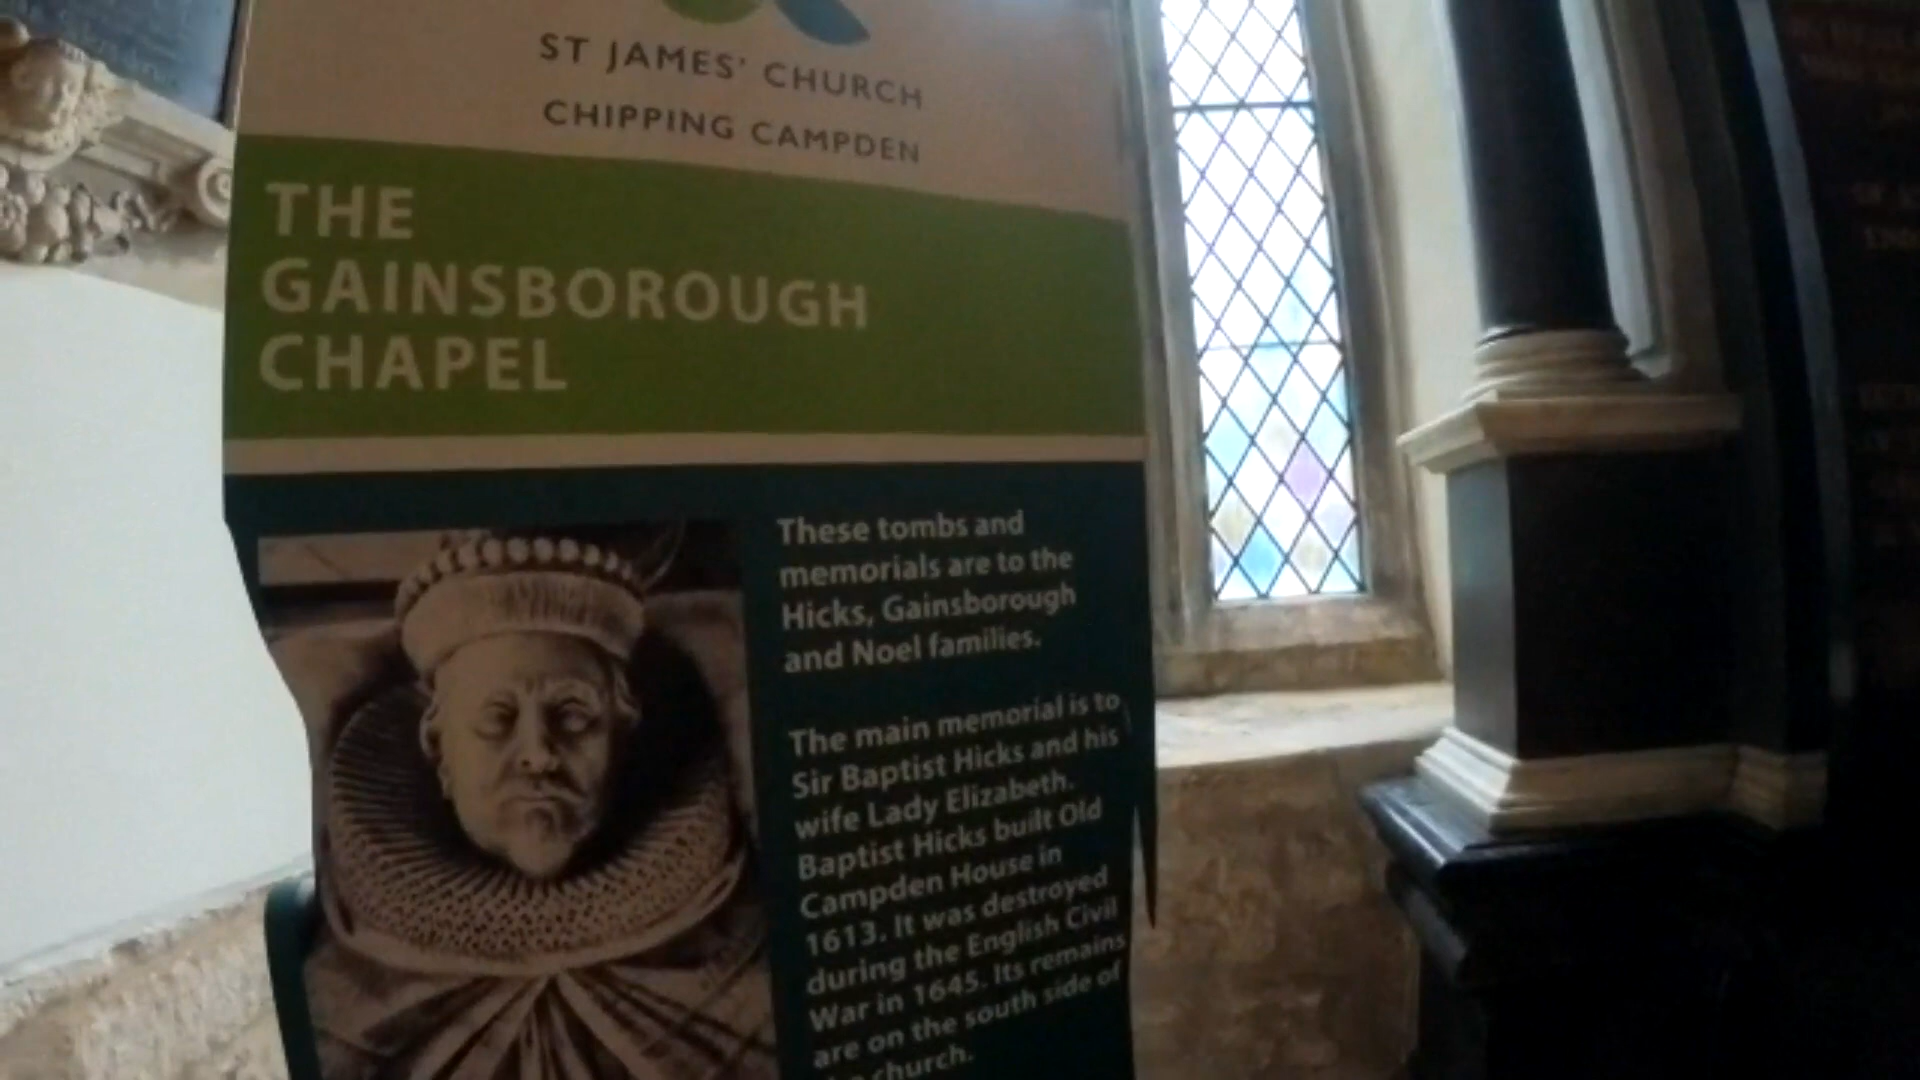 ST JAMES' CHURCH
CHIPPING CAMPDEN
THE
GAINSBOROUGH
CHAPEL
These tombs and
memorials are to the
Hicks, Gainsborough
and Noel families.
The main memorial is to
Sir Baptist Hicks and his
wife Lady Elizabeth.
Baptist Hicks built Old
Campden House in
1613. It was destroyed
during the English Civil
War in 1645. Its remains
are on the south side of
church.